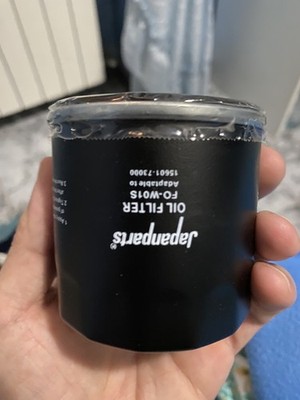 Japanparts®
OIL FILTER
FO-W01S
Adaptable to
15601-73000